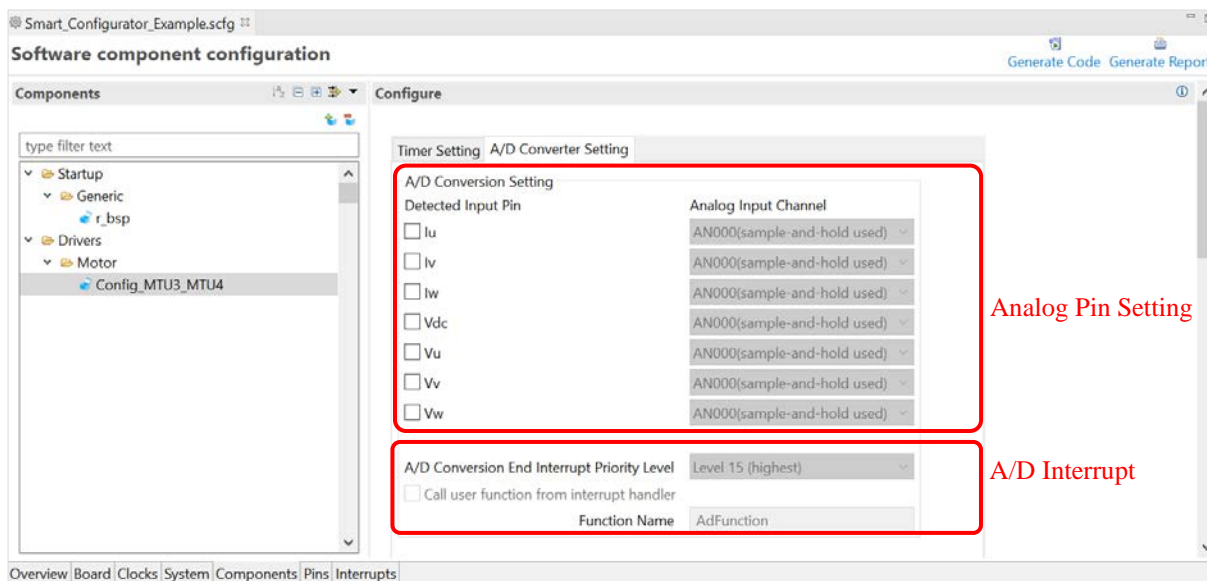 Smart_Configurator_Example.scfg
Software component configuration
Generate Code Generate Report
Components
Configure
type filter text
Startup
Generic
r_bsp
Drivers
Motor
Config_MTU3_MTU4
Timer Setting A/D Converter Setting
A/D Conversion Setting
Detected Input Pin Analog Input Channel
Iu AN000(sample-and-hold used)
Iv AN000(sample-and-hold used)
Iw AN000(sample-and-hold used)
Vdc AN000(sample-and-hold used)
Vu AN000(sample-and-hold used)
Vv AN000(sample-and-hold used)
Vw AN000(sample-and-hold used)
Analog Pin Setting
A/D Conversion End Interrupt Priority Level Level 15 (highest)
Call user function from interrupt handler
Function Name AdFunction
A/D Interrupt
Overview Board Clocks System Components Pins Interrupts